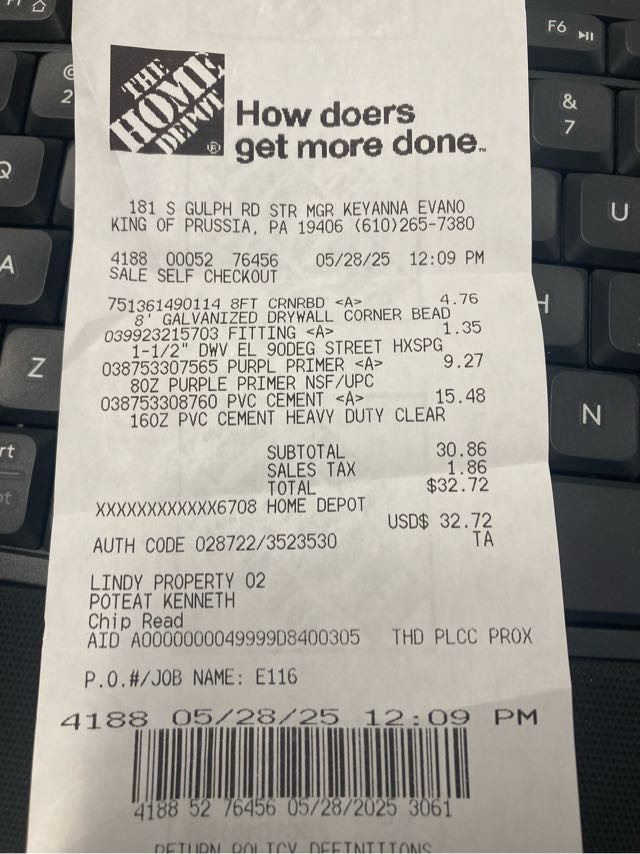 THE
HOME
DEPOT
®
How doers
get more done.™
181 S GULPH RD STR MGR KEYANNA EVANO
KING OF PRUSSIA, PA 19406 (610)265-7380
4188 00052 76456 05/28/25 12:09 PM
SALE SELF CHECKOUT
751361490114 8FT CRNRBD <A> 4.76
8' GALVANIZED DRYWALL CORNER BEAD
039923215703 FITTING <A> 1.35
1-1/2" DWV EL 90DEG STREET HXSPG
038753307565 PURPL PRIMER <A> 9.27
8OZ PURPLE PRIMER NSF/UPC
038753308760 PVC CEMENT <A> 15.48
16OZ PVC CEMENT HEAVY DUTY CLEAR
SUBTOTAL 30.86
SALES TAX 1.86
TOTAL $32.72
XXXXXXXXXXXX6708 HOME DEPOT
USD$ 32.72
AUTH CODE 028722/3523530 TA
LINDY PROPERTY 02
POTEAT KENNETH
Chip Read
AID A0000000049999D8400305 THD PLCC PROX
P.O.#/JOB NAME: E116
4188 05/28/25 12:09 PM
4188 52 76456 05/28/2025 3061
RETURN POLICY DEFINITIONS
F6
&
7
2
Q
U
A
H
Z
N
rt
pt